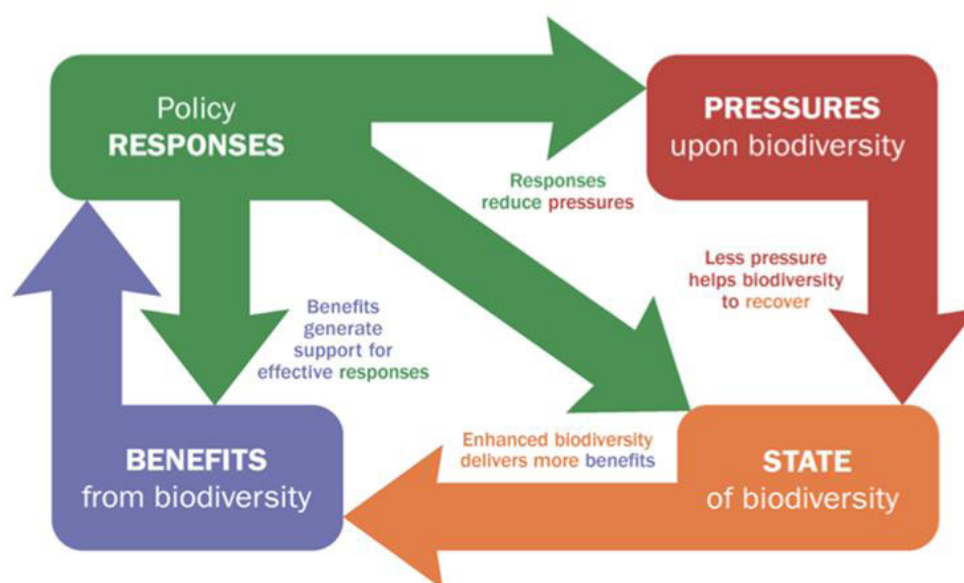 Policy
RESPONSES
PRESSURES
upon biodiversity
Responses
reduce pressures
Less pressure
helps biodiversity
to recover
Benefits
generate
support for
effective responses
BENEFITS
from biodiversity
Enhanced biodiversity
delivers more benefits
STATE
of biodiversity